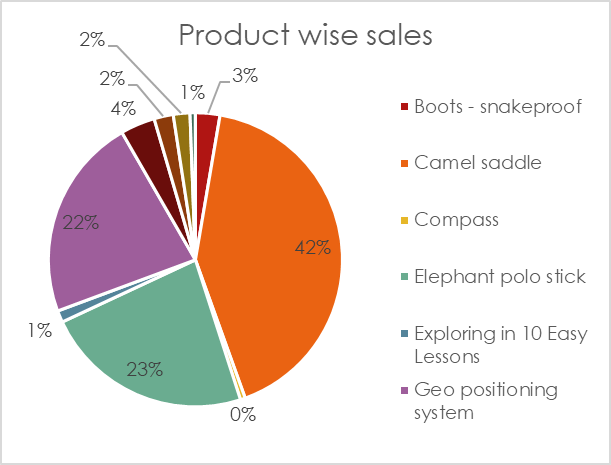 Product wise sales
2%
2%
4%
1%
3%
22%
42%
1%
23%
0%
Boots - snakeproof
Camel saddle
Compass
Elephant polo stick
Exploring in 10 Easy
Lessons
Geo positioning
system